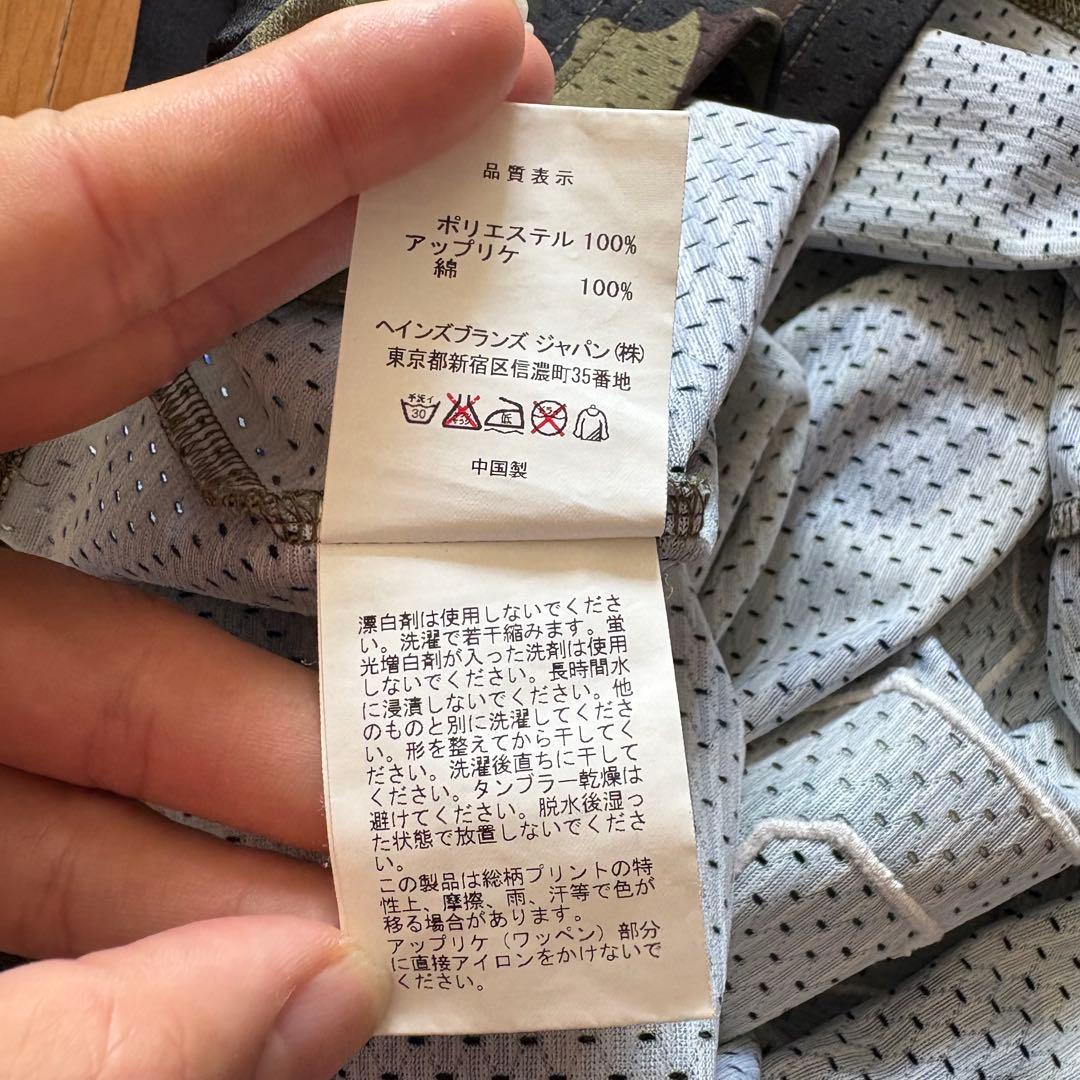 品質表示
ポリエステル 100%
アップリケ
綿 100%
ヘインズブランズ ジャパン(株)
東京都新宿区信濃町35番地
手洗イ
30
低
中国製
漂白剤は使用しないでくださ
い。洗濯で若干縮みます。蛍
光増白剤が入った洗剤は使用
しないでください。長時間水
に浸漬しないでください。他
のものと別に洗濯してくださ
い。形を整えてから干してく
ださい。洗濯後直ちに干して
ください。タンブラー乾燥は
避けてください。脱水後湿っ
た状態で放置しないでくださ
い。
この製品は総柄プリントの特
性上、摩擦、雨、汗等で色が
移る場合があります。
アップリケ（ワッペン）部分
に直接アイロンをかけないで
ください。